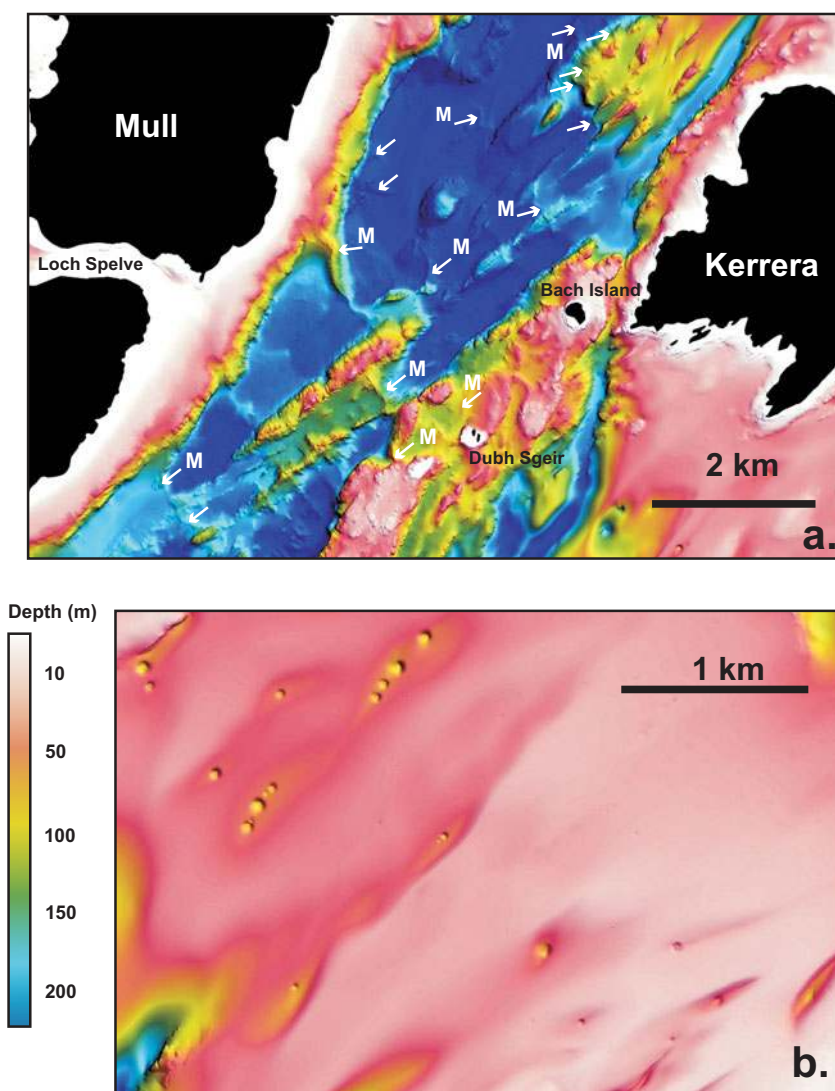 M
M
Mull
M
M
M
Loch Spelve
Kerrera
Bach Island
M
M
M
Dubh Sgeir
M
2 km
a.
Depth (m)
10
50
100
150
200
1 km
b.